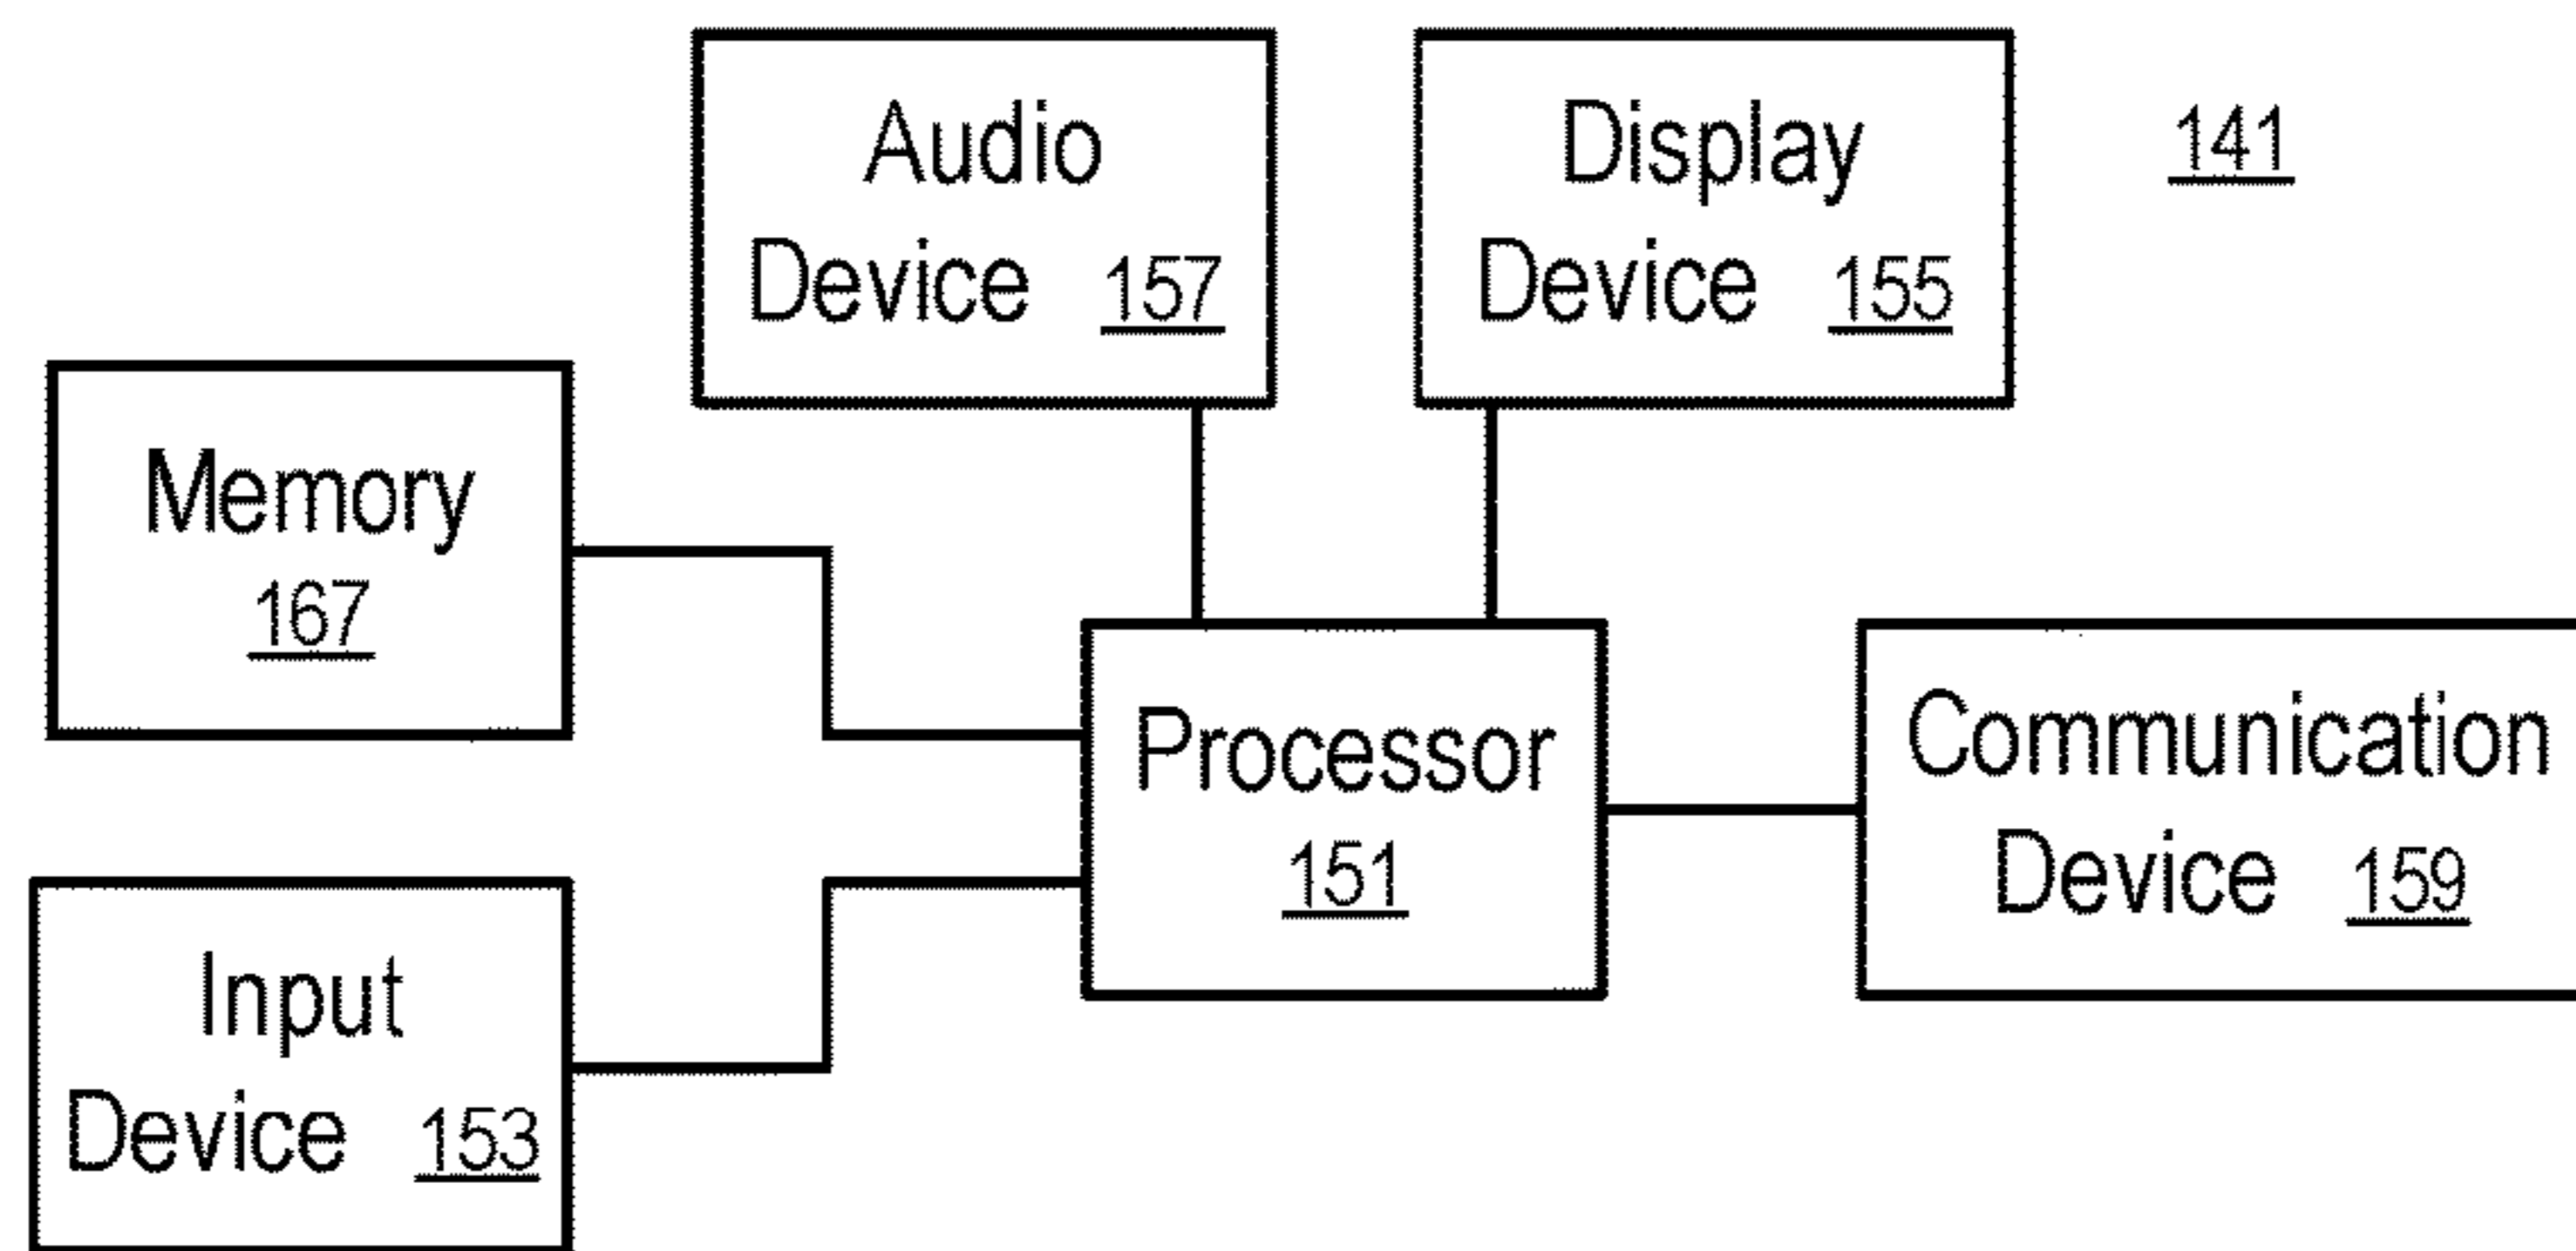 Audio
Device 157
Display
Device 155
141
Memory
167
Processor
151
Communication
Device 159
Input
Device 153